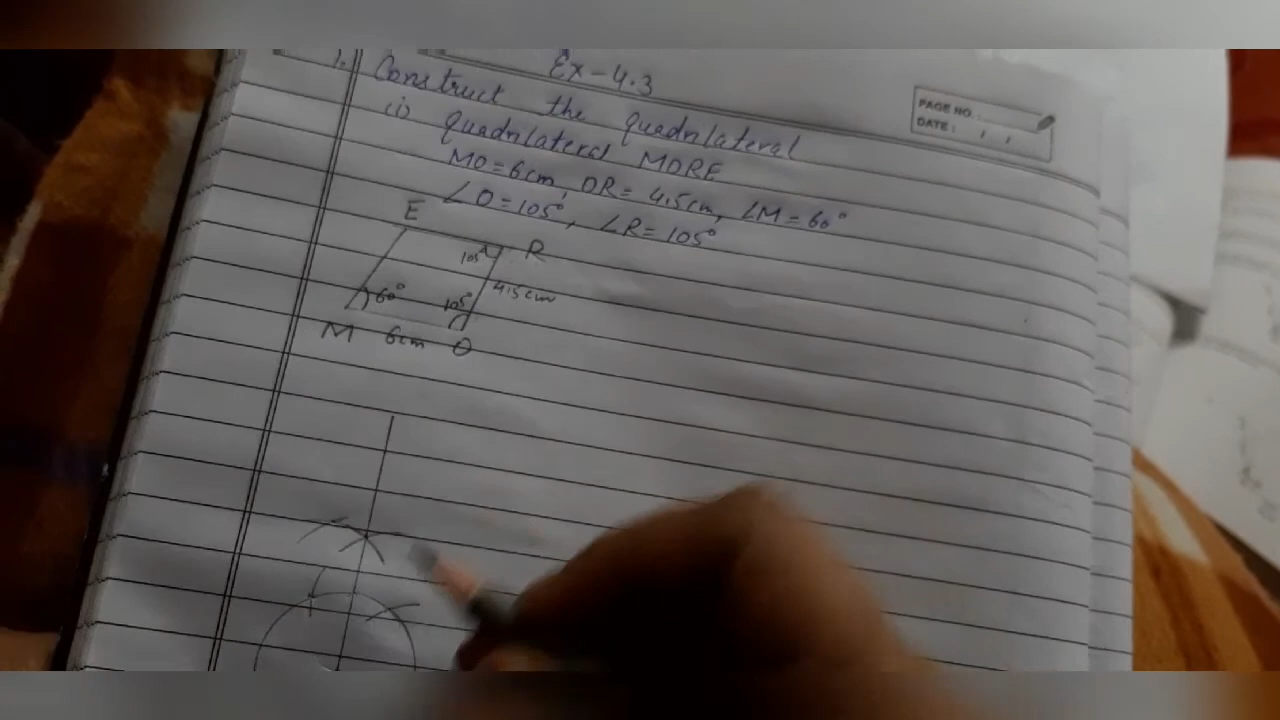 Ex-4.3
1. Construct the quadrilateral
(i) quadrilateral MORE
MO=6cm, OR=4.5cm, ∠M=60°
∠O=105°, ∠R=105°
PAGE NO.
DATE: / /
E
105° R
4.5cm
60° 105°
M 6cm O